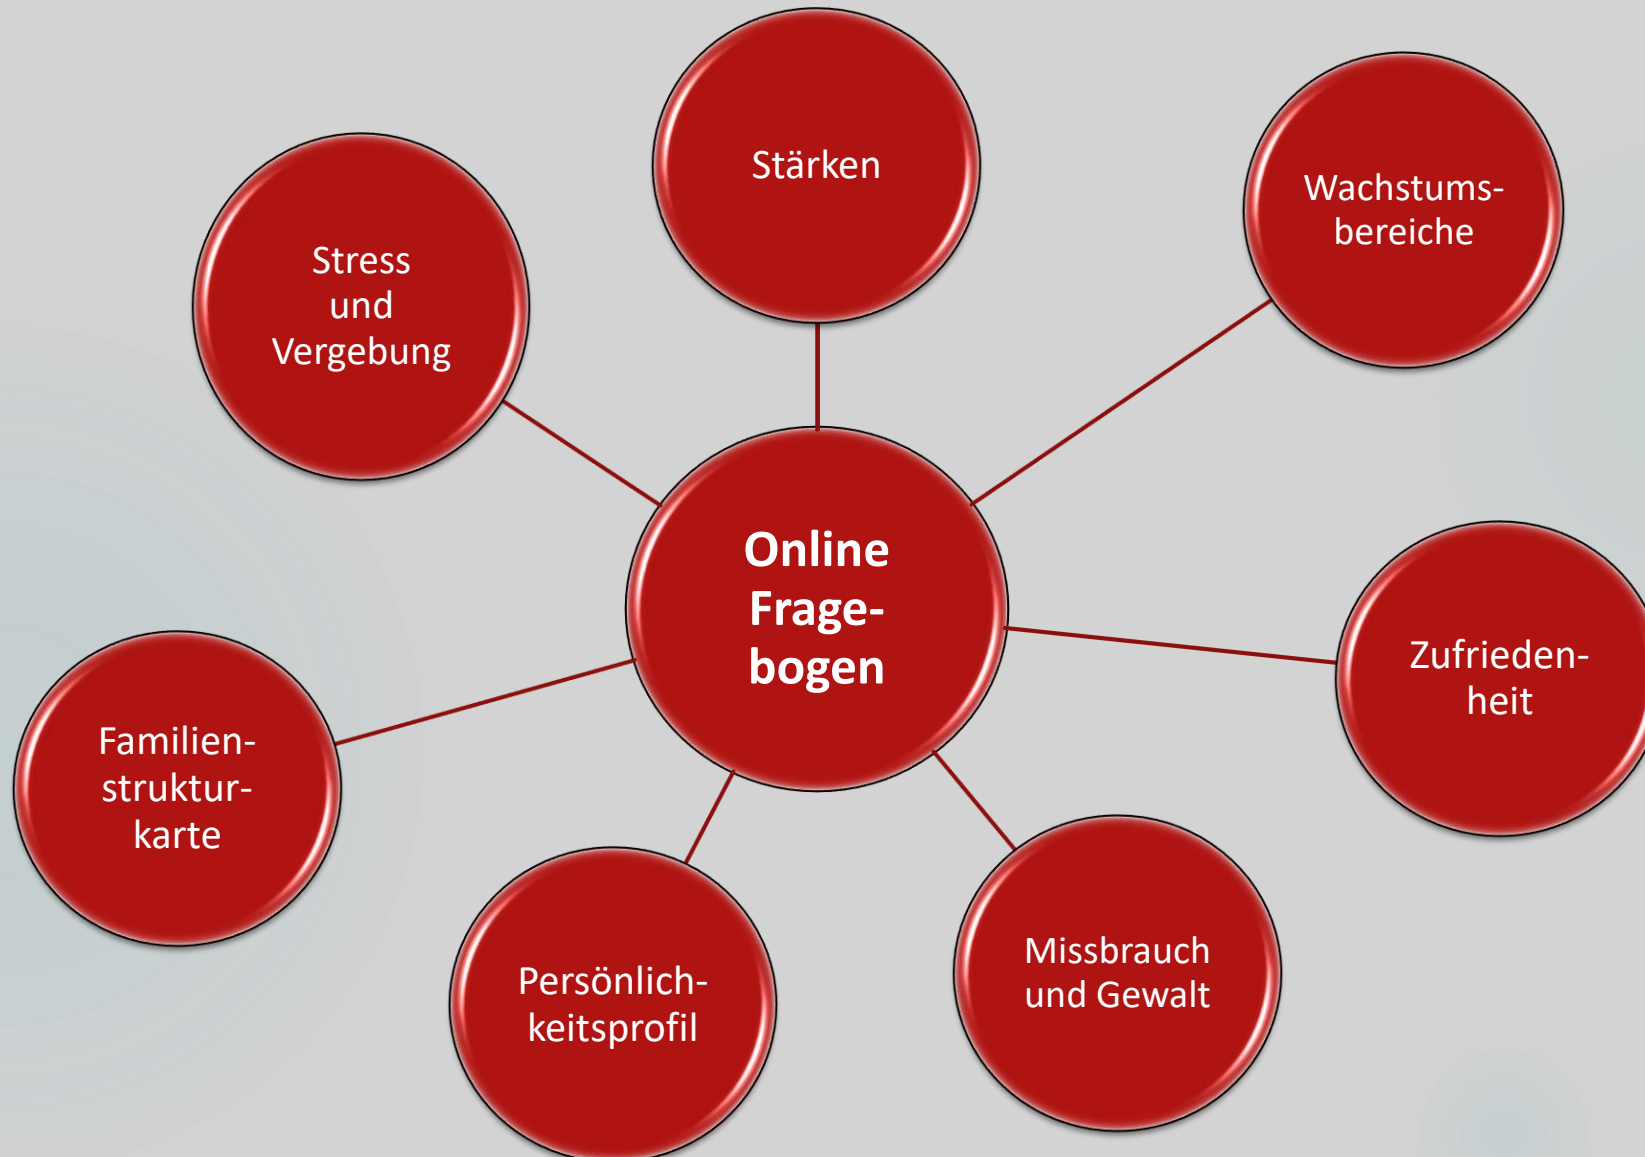 Stärken
Wachstums-
bereiche
Stress
und
Vergebung
Online
Frage-
bogen
Zufrieden-
heit
Familien-
struktur-
karte
Missbrauch
und Gewalt
Persönlich-
keitsprofil